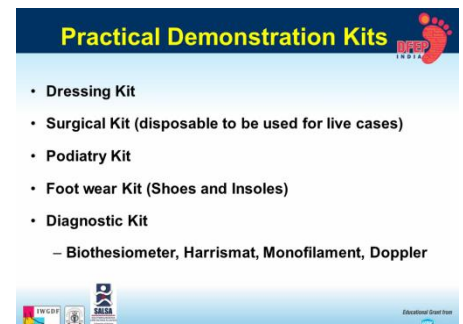 Practical Demonstration Kits
DFEP
INDIA
• Dressing Kit
• Surgical Kit (disposable to be used for live cases)
• Podiatry Kit
• Foot wear Kit (Shoes and Insoles)
• Diagnostic Kit
– Biothesiometer, Harrismat, Monofilament, Doppler
IWGDF
SALSA
Educational Grant from